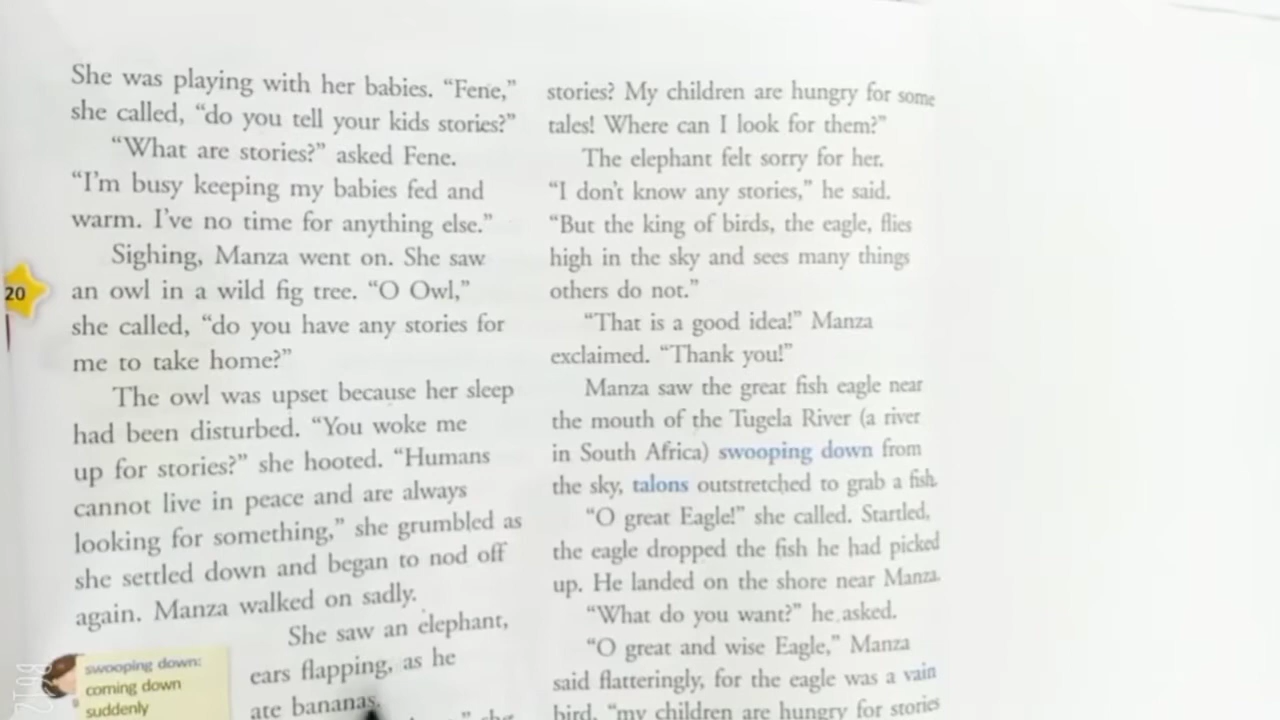 She was playing with her babies. “Fene,”
she called, “do you tell your kids stories?”
“What are stories?” asked Fene.
“I’m busy keeping my babies fed and
warm. I’ve no time for anything else.”
Sighing, Manza went on. She saw
an owl in a wild fig tree. “O Owl,”
she called, “do you have any stories for
me to take home?”
The owl was upset because her sleep
had been disturbed. “You woke me
up for stories?” she hooted. “Humans
cannot live in peace and are always
looking for something,” she grumbled as
she settled down and began to nod off
again. Manza walked on sadly.
She saw an elephant,
ears flapping, as he
ate bananas.
” she
20
swooping down:
coming down
suddenly
B612
stories? My children are hungry for some
tales! Where can I look for them?”
The elephant felt sorry for her.
“I don’t know any stories,” he said.
“But the king of birds, the eagle, flies
high in the sky and sees many things
others do not.”
“That is a good idea!” Manza
exclaimed. “Thank you!”
Manza saw the great fish eagle near
the mouth of the Tugela River (a river
in South Africa) swooping down from
the sky, talons outstretched to grab a fish.
“O great Eagle!” she called. Startled,
the eagle dropped the fish he had picked
up. He landed on the shore near Manza.
“What do you want?” he asked.
“O great and wise Eagle,” Manza
said flatteringly, for the eagle was a vain
bird, “my children are hungry for stories